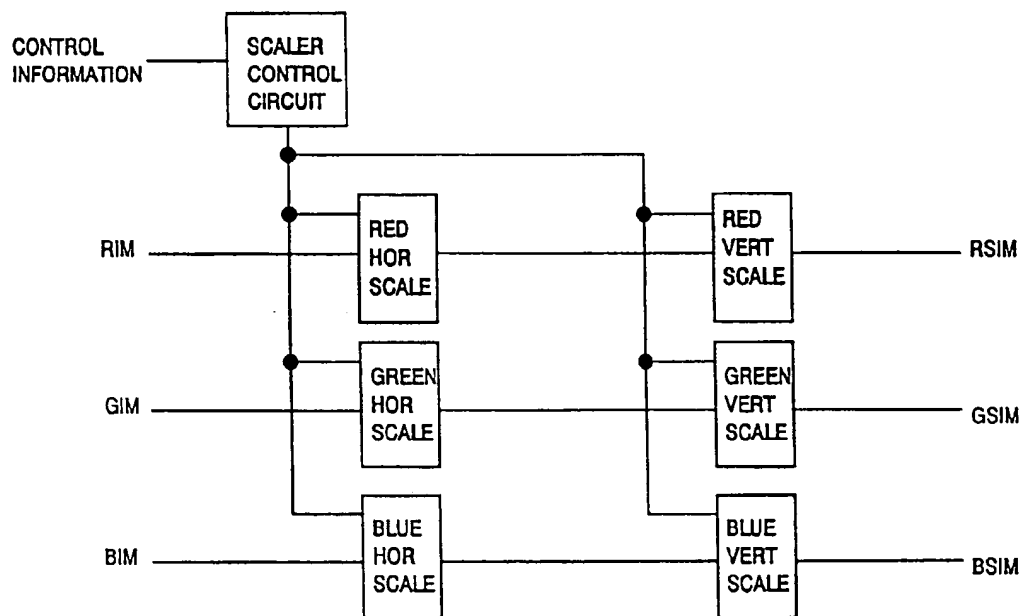 CONTROL
INFORMATION
SCALER
CONTROL
CIRCUIT
RIM
RED
HOR
SCALE
RED
VERT
SCALE
RSIM
GIM
GREEN
HOR
SCALE
GREEN
VERT
SCALE
GSIM
BIM
BLUE
HOR
SCALE
BLUE
VERT
SCALE
BSIM